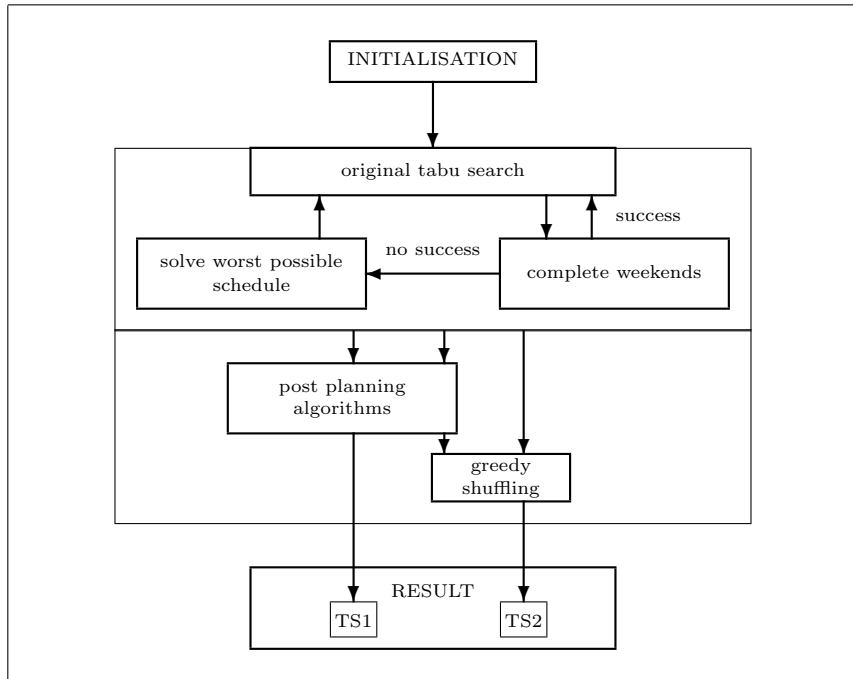 INITIALISATION
original tabu search
success
no success
solve worst possible
schedule
complete weekends
post planning
algorithms
greedy
shuffling
RESULT
TS1
TS2